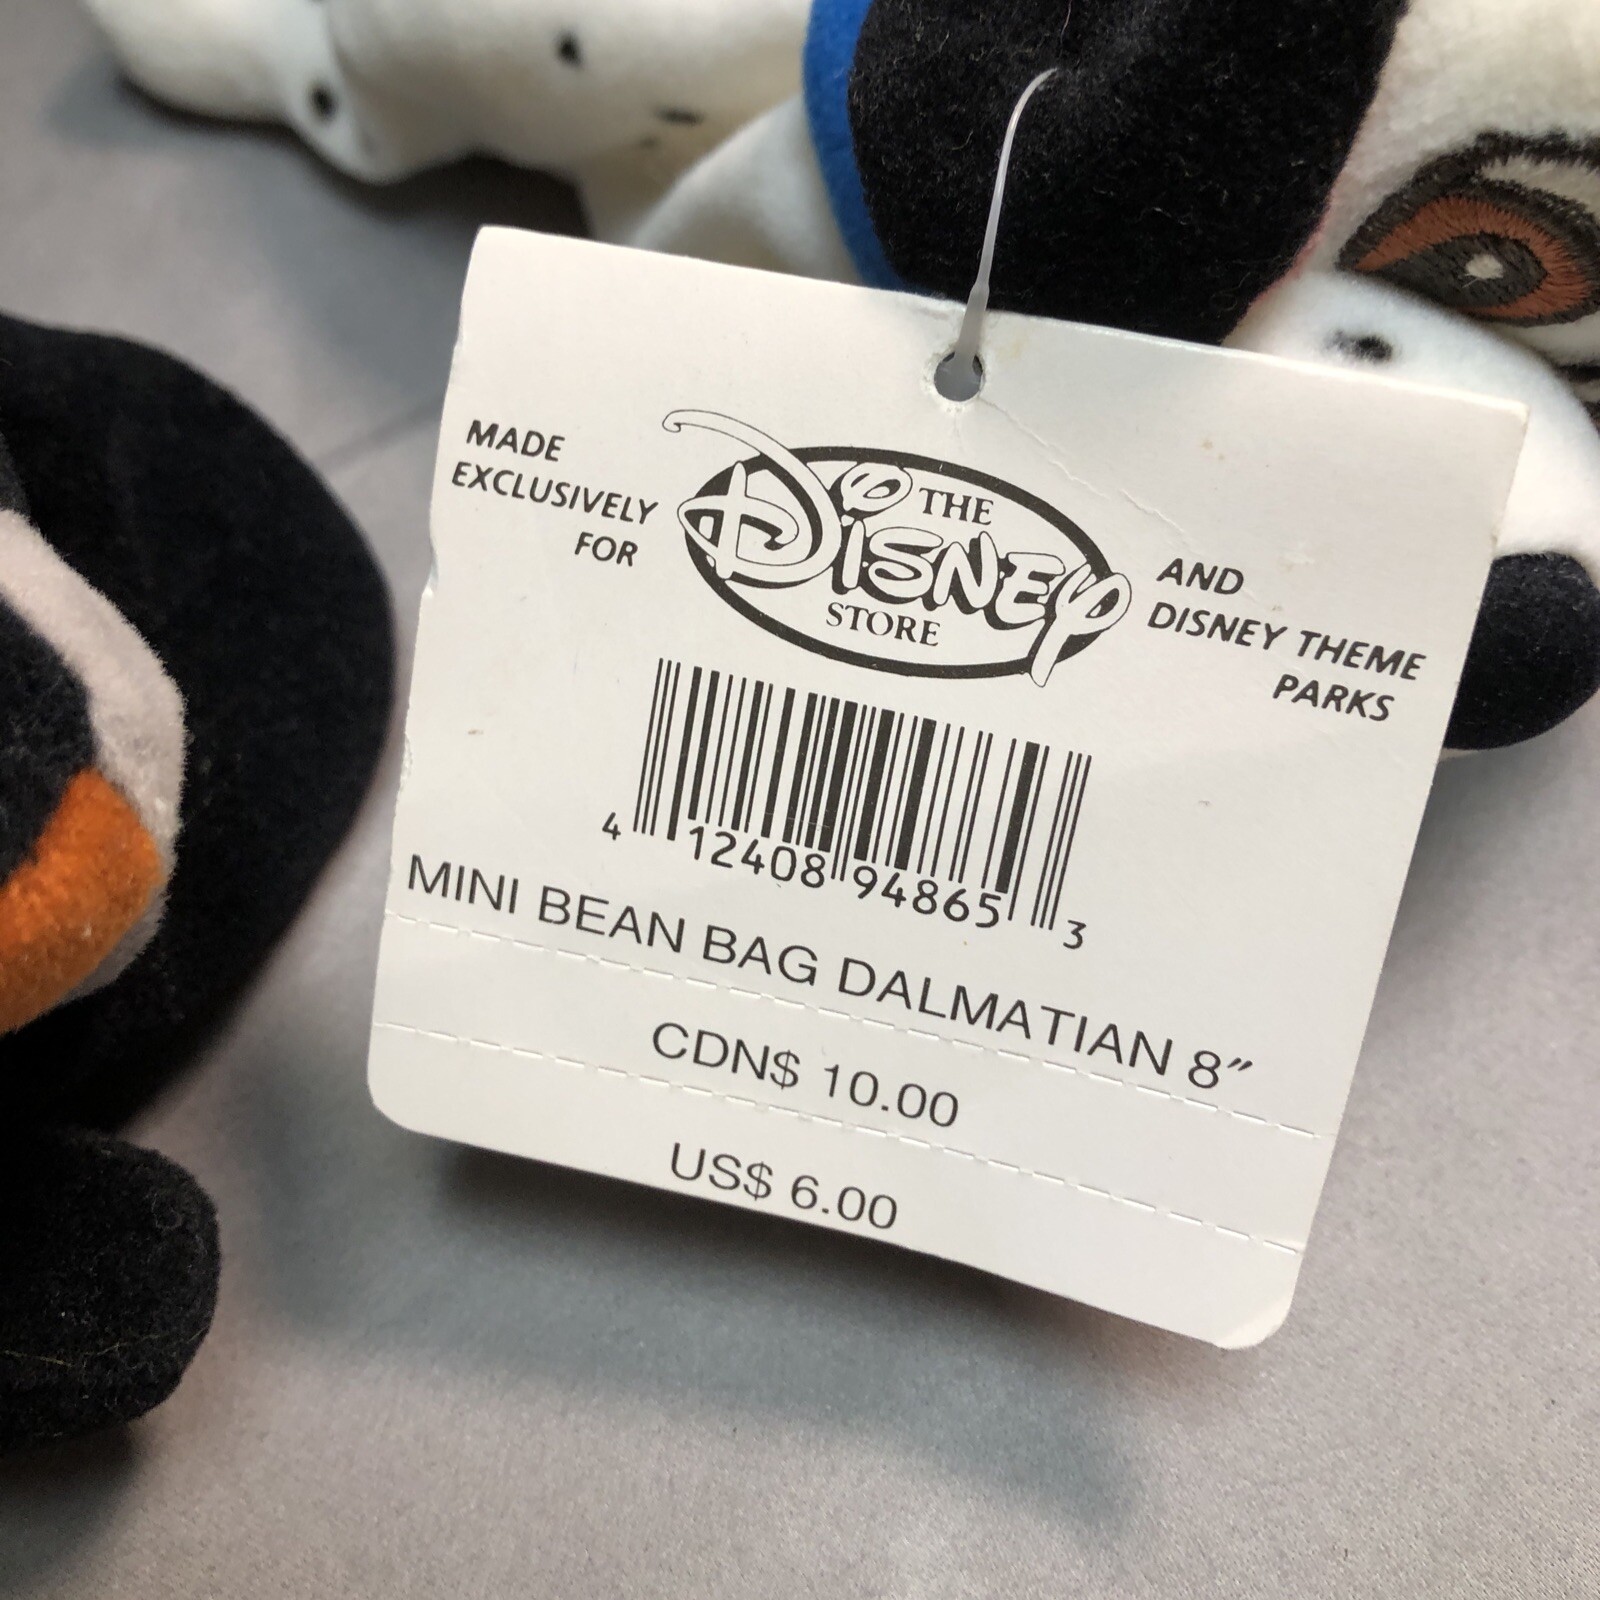 MADE
EXCLUSIVELY
FOR
THE
DISNEY
STORE
AND
DISNEY THEME
PARKS
4 12408 94865 3
MINI BEAN BAG DALMATIAN 8"
CDN$ 10.00
US$ 6.00